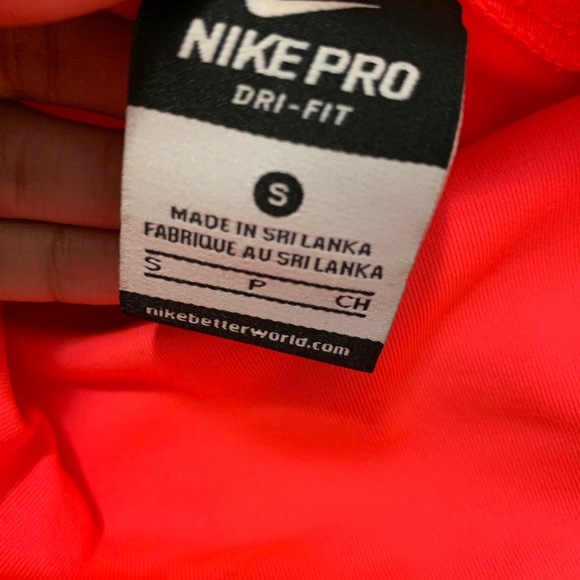 NIKE PRO
DRI-FIT
S
MADE IN SRI LANKA
FABRIQUE AU SRI LANKA
S P CH
nikebetterworld.com